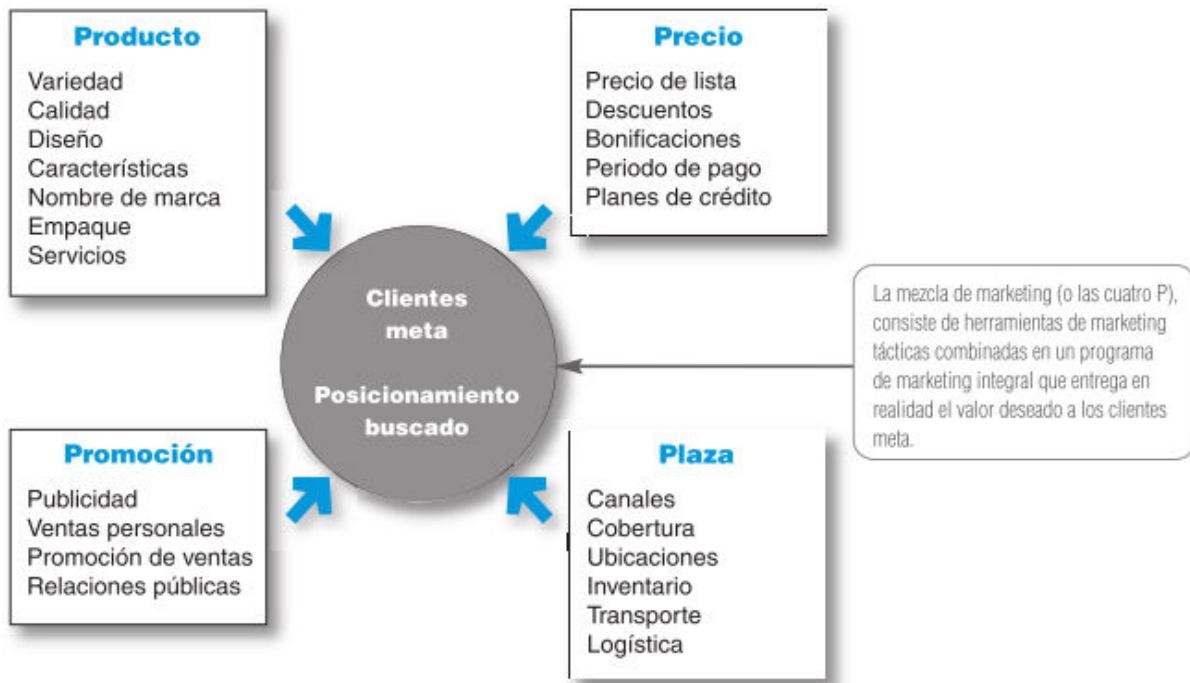 Producto
Variedad
Calidad
Diseño
Características
Nombre de marca
Empaque
Servicios
Precio
Precio de lista
Descuentos
Bonificaciones
Periodo de pago
Planes de crédito
Clientes
meta
Posicionamiento
buscado
La mezcla de marketing (o las cuatro P),
consiste de herramientas de marketing
tácticas combinadas en un programa
de marketing integral que entrega en
realidad el valor deseado a los clientes
meta.
Promoción
Publicidad
Ventas personales
Promoción de ventas
Relaciones públicas
Plaza
Canales
Cobertura
Ubicaciones
Inventario
Transporte
Logística